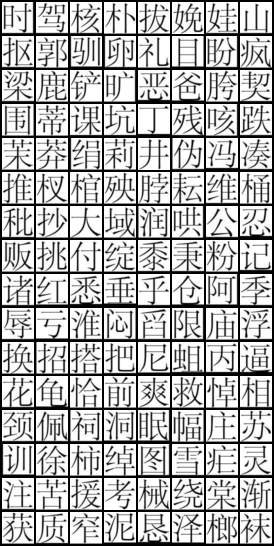 时驾核朴拔娩娃山
抠郭驯卵礼目盼疯
梁鹿铲旷恶爸胯契
围蒂课坑丁残咳跌
茉莽绢莉井伪冯凑
推杈棺殃脖耘维桶
秕抄大域润哄公忍
贩挑付绽黍秉粉记
诸红悉垂乎仓阿季
辱亏淮闷舀限庙浮
换招搭把尼蛆丙逼
花龟恰前爽救悼相
颈佩祠洞眠幅庄苏
训徐柿绰图雪疟灵
注苦援考械绕棠渐
获质窄泥恳泽榔袜